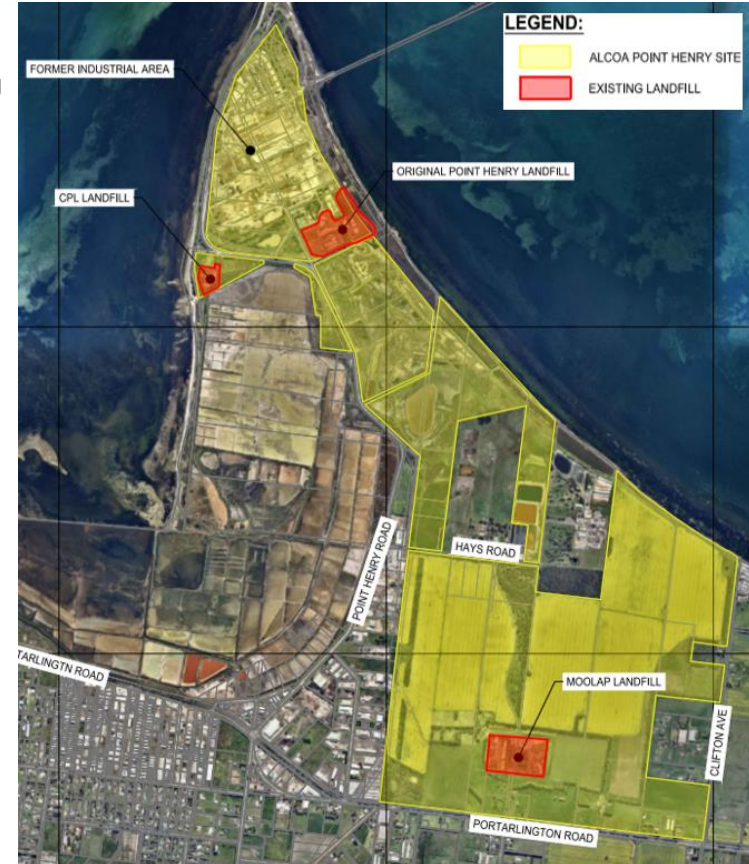 LEGEND:
ALCOA POINT HENRY SITE
EXISTING LANDFILL
FORMER INDUSTRIAL AREA
ORIGINAL POINT HENRY LANDFILL
CPL LANDFILL
POINT HENRY ROAD
HAYS ROAD
TARLINGTN ROAD
MOOLAP LANDFILL
CLIFTON AVE
PORTARLINGTON ROAD